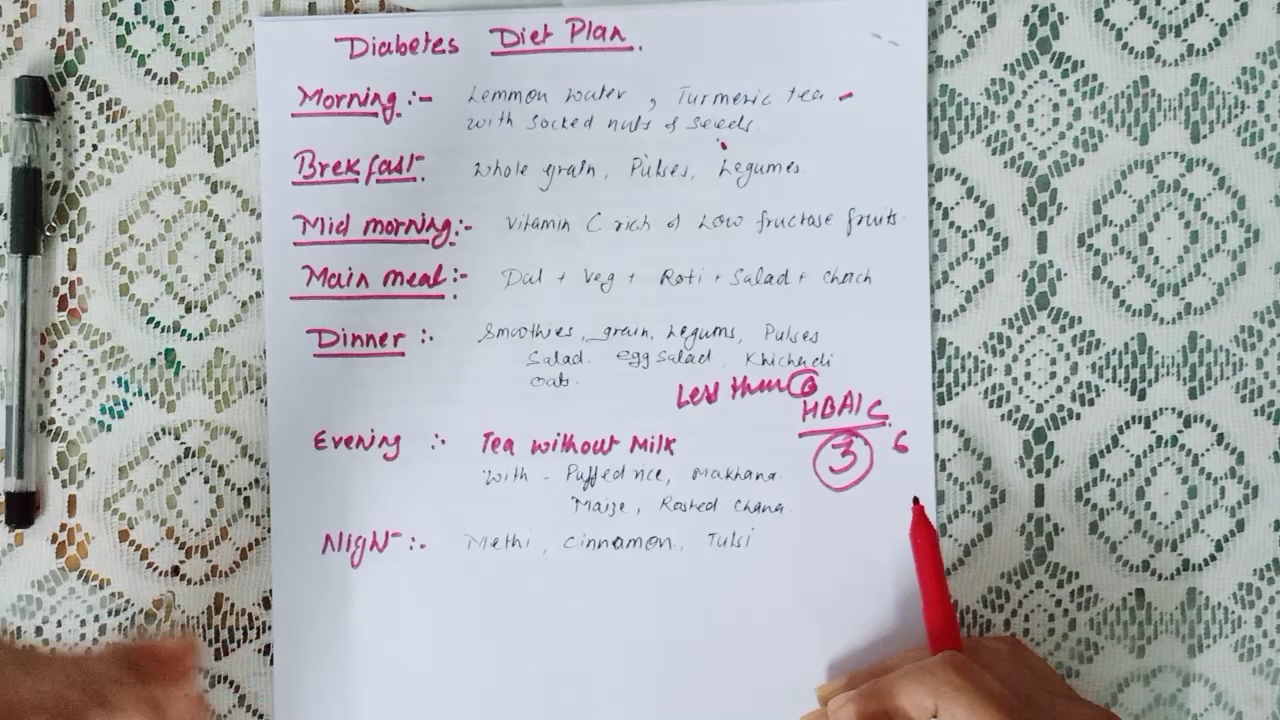 Diabetes Diet Plan.
Morning :- Lemmon water, Turmeric tea -
with Socked nuts & Seeds.
Brekfast- Whole grain, Pulses, Legumes.
Mid morning :- Vitamin C rich & Low fructase fruits.
Main meal :- Dal + Veg + Roti + Salad + Chach
Dinner :- Smoothies, grain, Legums, Pulses
Salad. egg Salad, Khichadi
Oats.
Less than 6
HBAIC
3 6
Evening :- Tea without Milk
With - Puffed rice, Makhana.
Maize, Roshed Chana.
Night :- Methi, Cinnamon, Tulsi